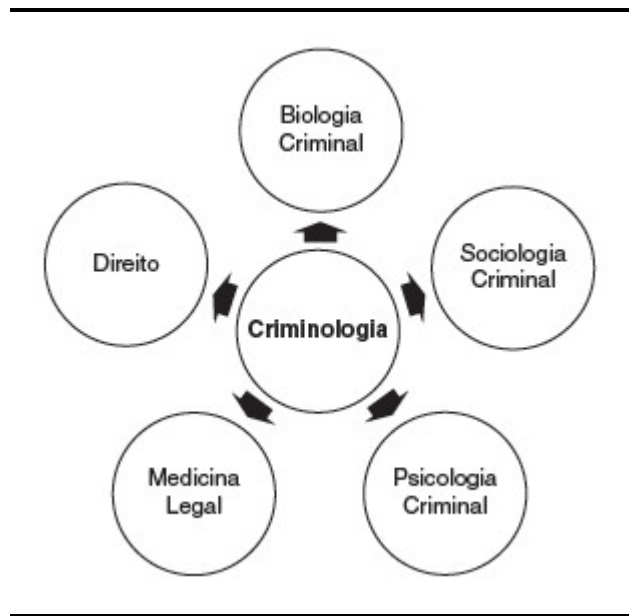 Biologia
Criminal
Direito
Sociologia
Criminal
Criminologia
Medicina
Legal
Psicologia
Criminal